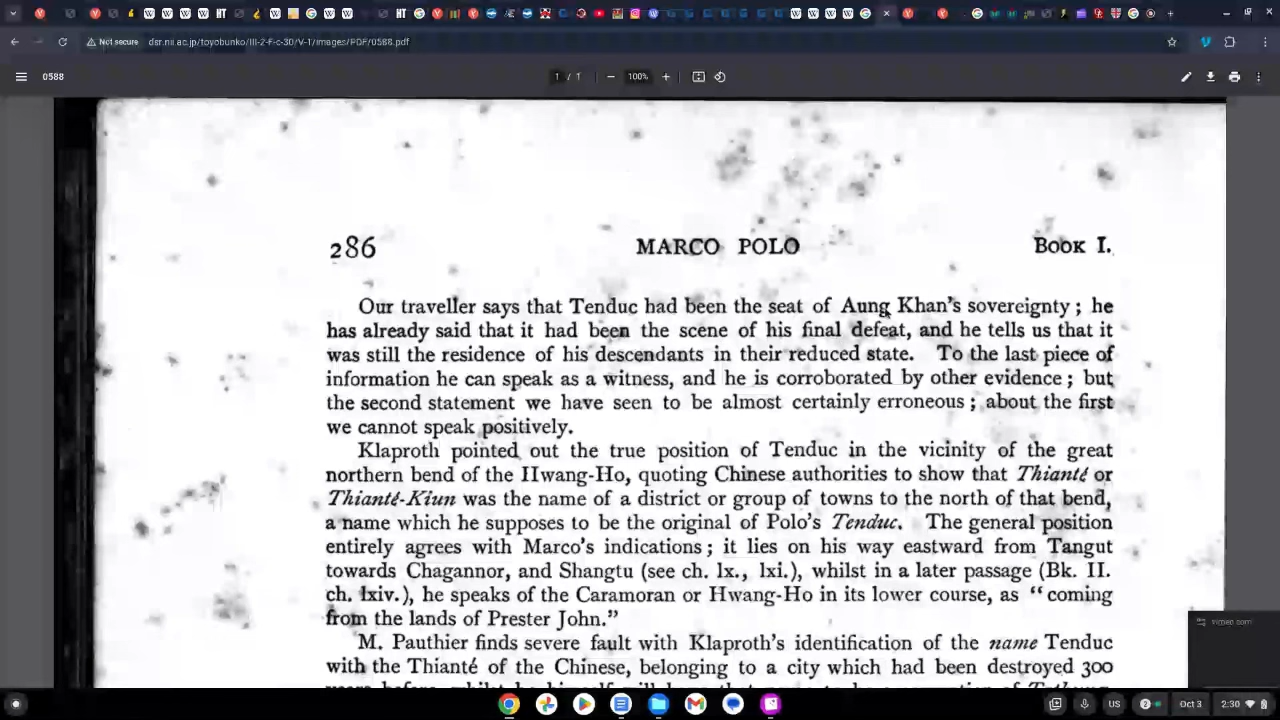 Not secure
dsr.nii.ac.jp/toyobunko/III-2-F-c-30/V-1/images/PDF/0588.pdf
0588
1 / 1
100%
286 MARCO POLO BOOK I.
Our traveller says that Tenduc had been the seat of Aung Khan's sovereignty ; he
has already said that it had been the scene of his final defeat, and he tells us that it
was still the residence of his descendants in their reduced state. To the last piece of
information he can speak as a witness, and he is corroborated by other evidence ; but
the second statement we have seen to be almost certainly erroneous ; about the first
we cannot speak positively.
Klaproth pointed out the true position of Tenduc in the vicinity of the great
northern bend of the Hwang-Ho, quoting Chinese authorities to show that Thianté or
Thianté-Kiun was the name of a district or group of towns to the north of that bend,
a name which he supposes to be the original of Polo's Tenduc. The general position
entirely agrees with Marco's indications ; it lies on his way eastward from Tangut
towards Chagannor, and Shangtu (see ch. lx., lxi.), whilst in a later passage (Bk. II.
ch. lxiv.), he speaks of the Caramoran or Hwang-Ho in its lower course, as “coming
from the lands of Prester John.”
M. Pauthier finds severe fault with Klaproth's identification of the name Tenduc
with the Thianté of the Chinese, belonging to a city which had been destroyed 300
vimeo.com
US
2
Oct 3
2:30